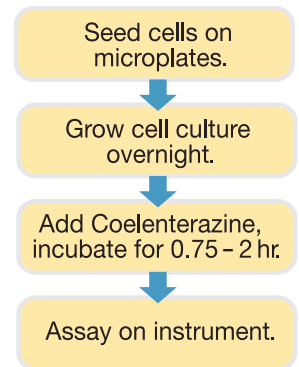 Seed cells on
microplates.
Grow cell culture
overnight.
Add Coelenterazine,
incubate for 0.75 – 2 hr.
Assay on instrument.